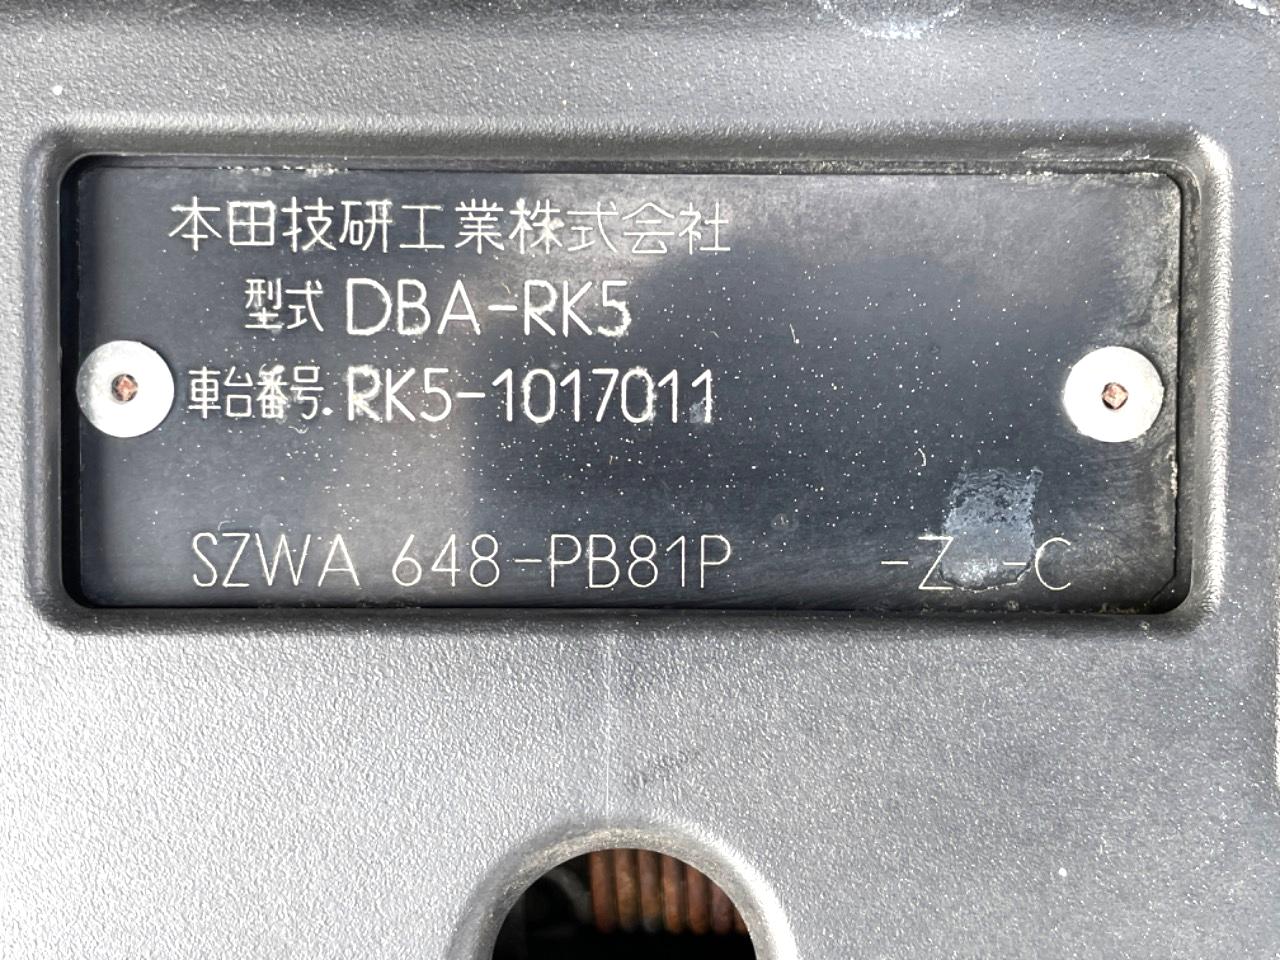 本田技研工業株式会社
型式 DBA-RK5
車台番号. RK5-1017011
SZWA 648-PB81P -Z -C